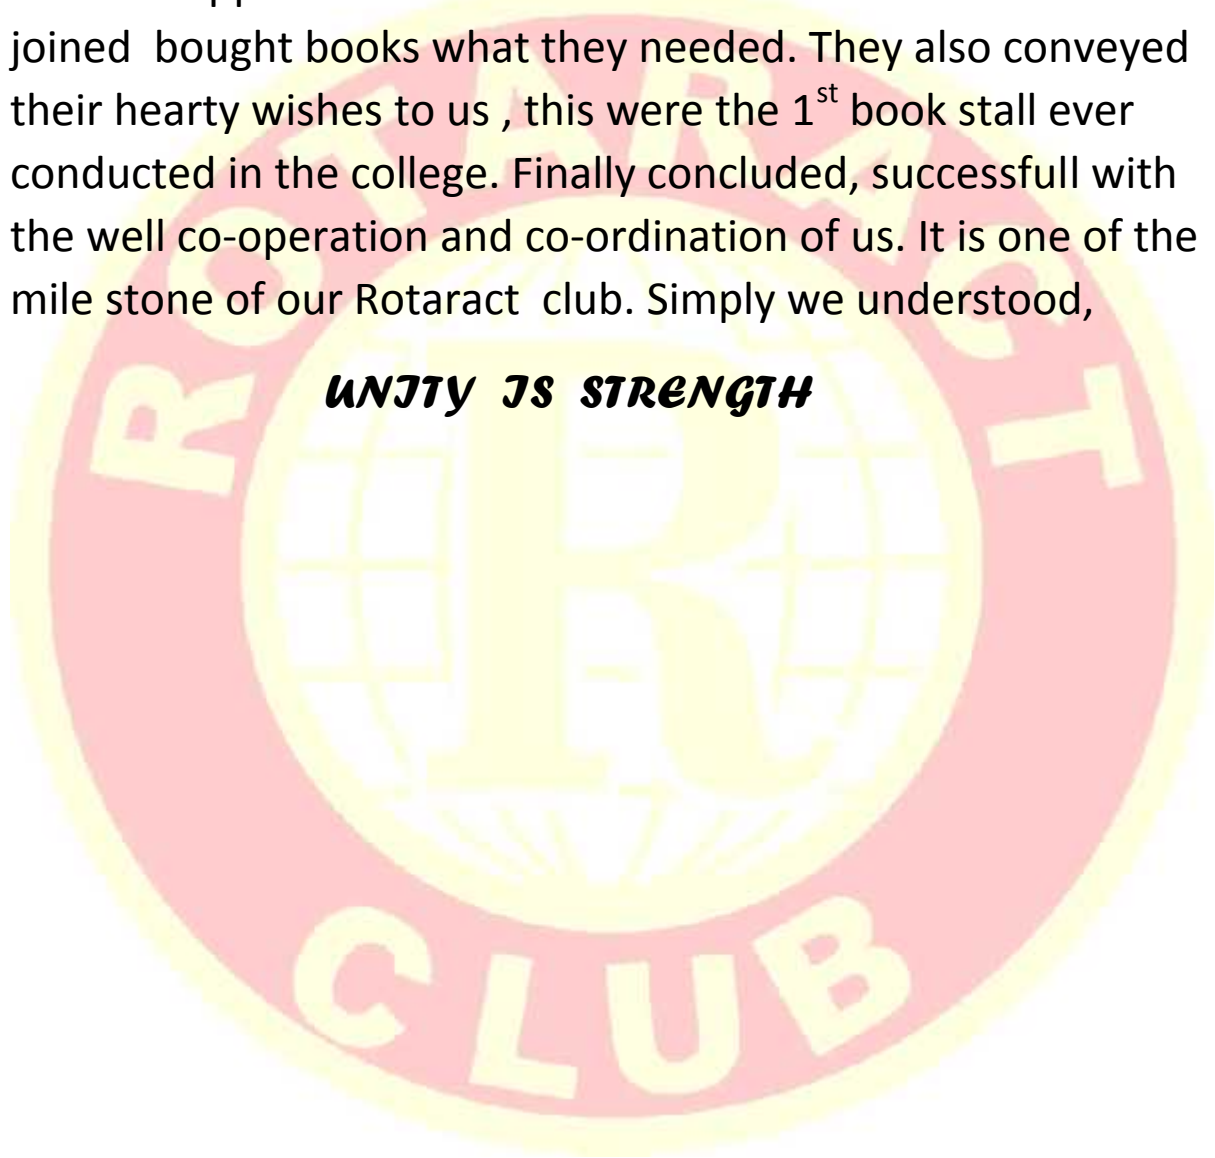 joined bought books what they needed. They also conveyed
their hearty wishes to us , this were the 1st book stall ever
conducted in the college. Finally concluded, successfull with
the well co-operation and co-ordination of us. It is one of the
mile stone of our Rotaract club. Simply we understood,
UNITY IS STRENGTH
ROTARACT
R
CLUB